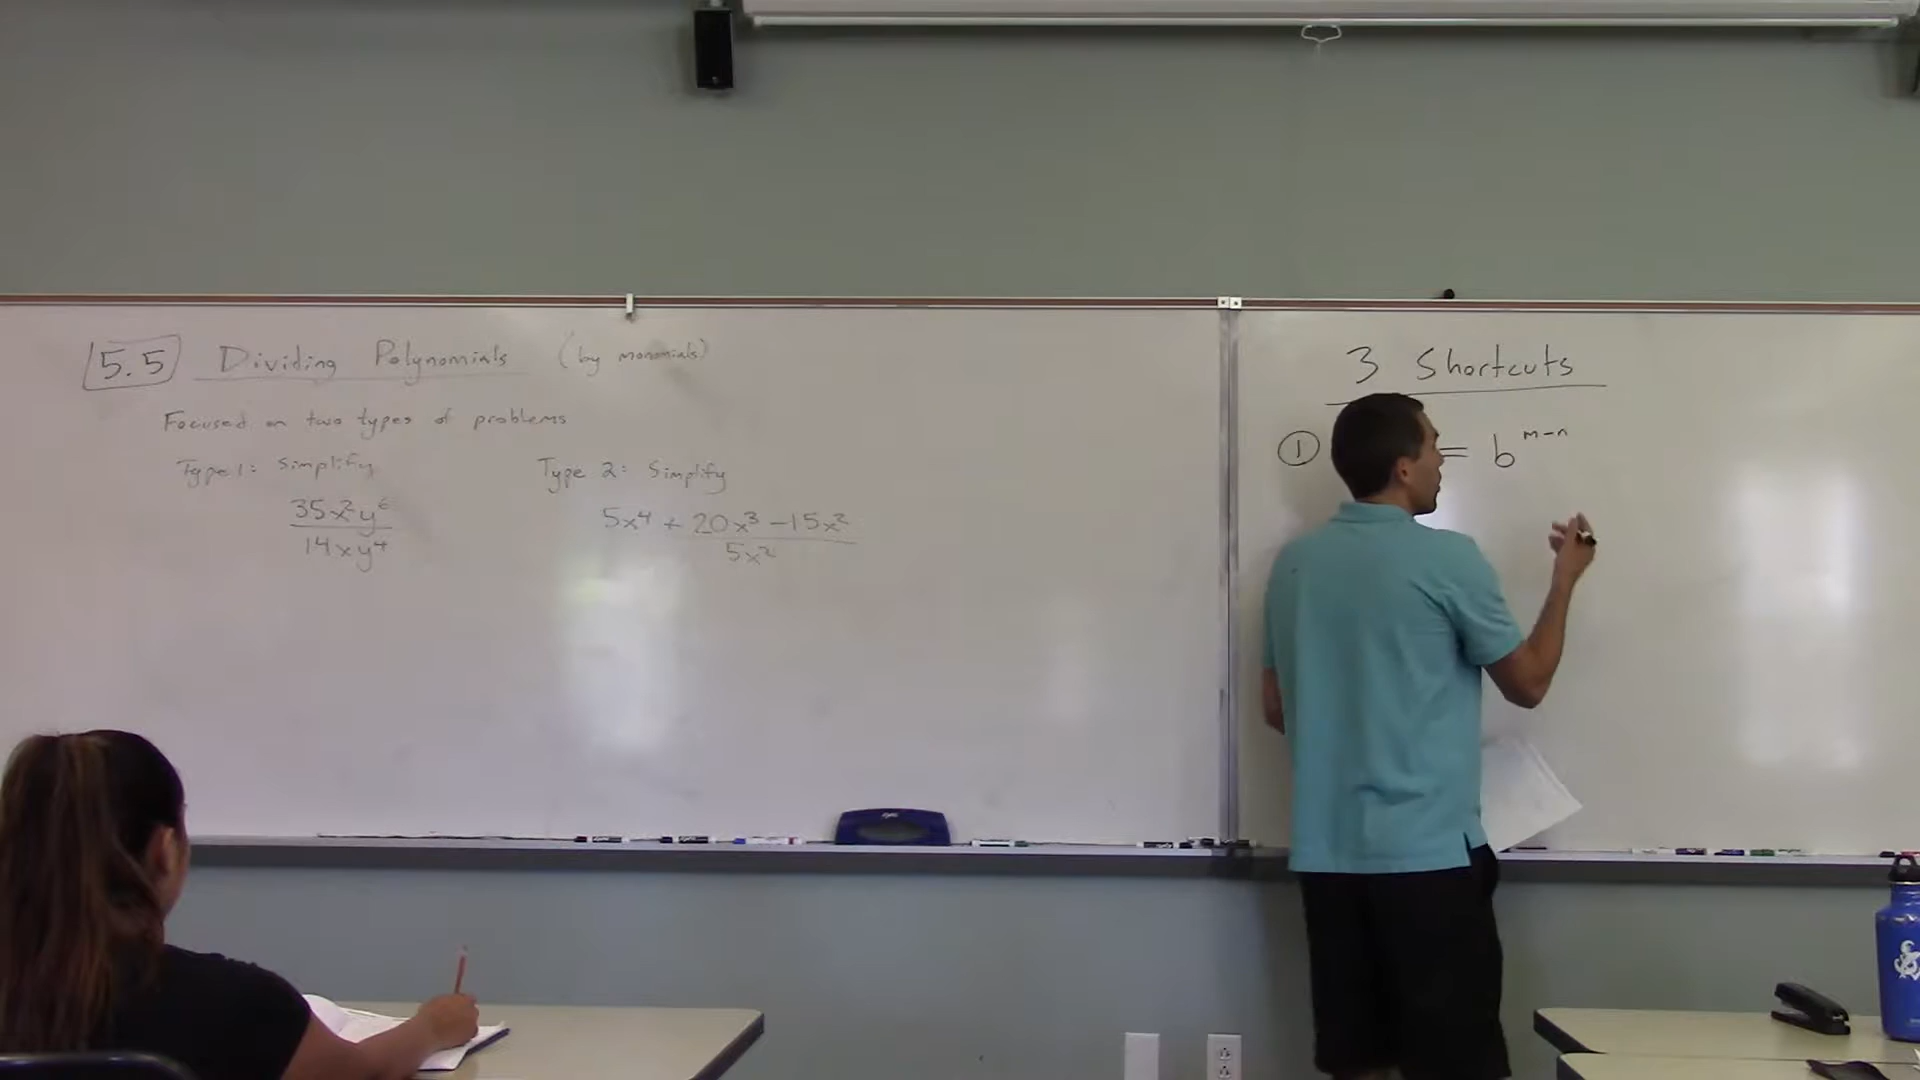 5.5 Dividing Polynomials (by monomials)
Focused on two types of problems
Type 1: Simplify
35x²y⁶
14xy⁴
Type 2: Simplify
5x⁴ + 20x³ - 15x²
5x²
3 Shortcuts
① = b^(m-n)